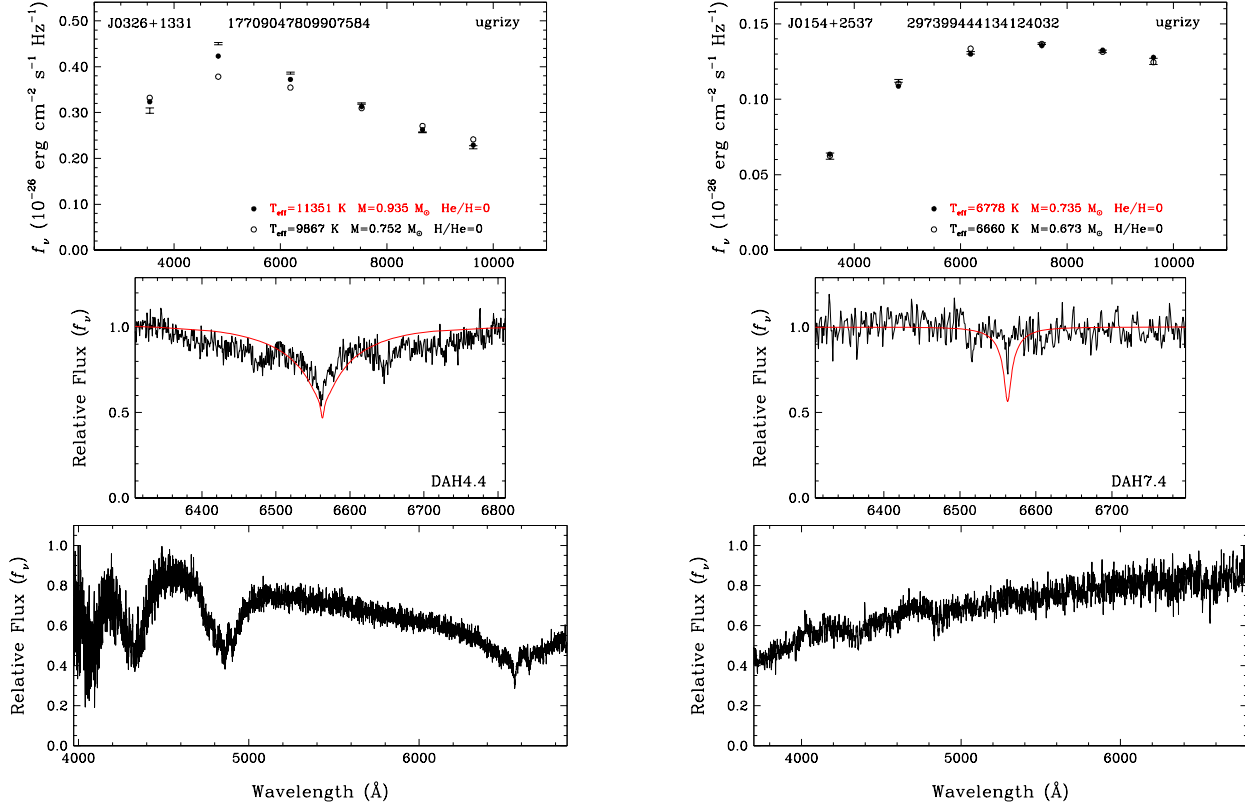 J0326+1331 17709047809907584 ugrizy
0.50
0.40
0.30
0.20
0.10
0.00
f_ν (10⁻²⁶ erg cm⁻² s⁻¹ Hz⁻¹)
T_eff=11351 K M=0.935 M_⊙ He/H=0
T_eff=9867 K M=0.752 M_⊙ H/He=0
4000 6000 8000 10000
J0154+2537 297399444134124032 ugrizy
0.15
0.10
0.05
0.00
f_ν (10⁻²⁶ erg cm⁻² s⁻¹ Hz⁻¹)
T_eff=6778 K M=0.735 M_⊙ He/H=0
T_eff=6660 K M=0.673 M_⊙ H/He=0
4000 6000 8000 10000
1.0
0.5
0.0
Relative Flux (f_ν)
DAH4.4
6400 6500 6600 6700 6800
1.0
0.5
0.0
Relative Flux (f_ν)
DAH7.4
6400 6500 6600 6700
1.0
0.8
0.6
0.4
0.2
0.0
Relative Flux (f_ν)
4000 5000 6000
Wavelength (Å)
1.0
0.8
0.6
0.4
0.2
0.0
Relative Flux (f_ν)
4000 5000 6000
Wavelength (Å)